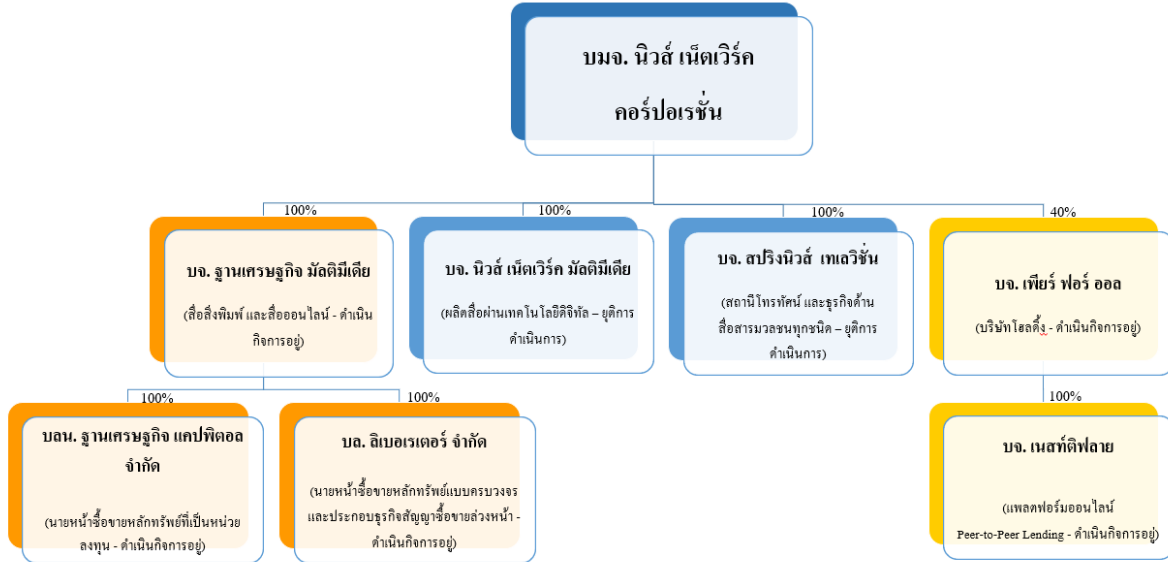 บมจ. นิวส์ เน็ตเวิร์ค
คอร์ปอเรชั่น
100%
100%
100%
40%
บจ. ฐานเศรษฐกิจ มัลติมีเดีย
(สื่อสิ่งพิมพ์ และสื่อออนไลน์ - ดำเนิน
กิจการอยู่)
บจ. นิวส์ เน็ตเวิร์ค มัลติมีเดีย
(ผลิตสื่อผ่านเทคโนโลยีดิจิทัล – ยุติการ
ดำเนินการ)
บจ. สปริงนิวส์ เทเลวิชั่น
(สถานีโทรทัศน์ และธุรกิจด้าน
สื่อสารมวลชนทุกชนิด – ยุติการ
ดำเนินการ)
บจ. เพียร์ ฟอร์ ออล
(บริษัทโฮลดิ้ง - ดำเนินกิจการอยู่)
100%
100%
100%
บลน. ฐานเศรษฐกิจ แคปพิตอล
จำกัด
(นายหน้าซื้อขายหลักทรัพย์ที่เป็นหน่วย
ลงทุน - ดำเนินกิจการอยู่)
บล. ลิเบอเรเตอร์ จำกัด
(นายหน้าซื้อขายหลักทรัพย์แบบครบวงจร
และประกอบธุรกิจสัญญาซื้อขายล่วงหน้า -
ดำเนินกิจการอยู่)
บจ. เนสท์ติฟลาย
(แพลตฟอร์มออนไลน์
Peer-to-Peer Lending - ดำเนินกิจการอยู่)